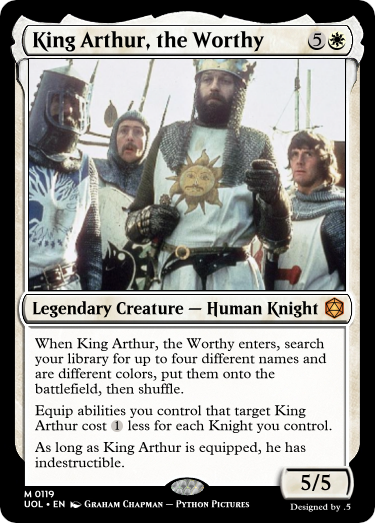 King Arthur, the Worthy 5
Legendary Creature — Human Knight
When King Arthur, the Worthy enters, search
your library for up to four different names and
are different colors, put them onto the
battlefield, then shuffle.
Equip abilities you control that target King
Arthur cost 1 less for each Knight you control.
As long as King Arthur is equipped, he has
indestructible.
5/5
M 0119
UOL • EN GRAHAM CHAPMAN — PYTHON PICTURES
Designed by .5